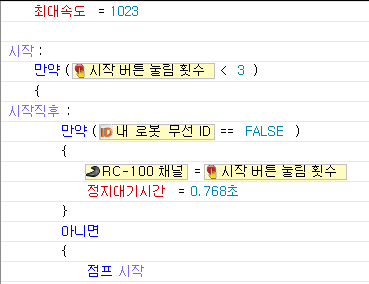 최대속도 = 1023
시작 :
만약 ( 시작 버튼 눌림 횟수 < 3 )
{
시작직후 :
만약 ( ID 내 로봇 무선 ID == FALSE )
{
RC-100 채널 = 시작 버튼 눌림 횟수
정지대기시간 = 0.768초
}
아니면
{
점프 시작